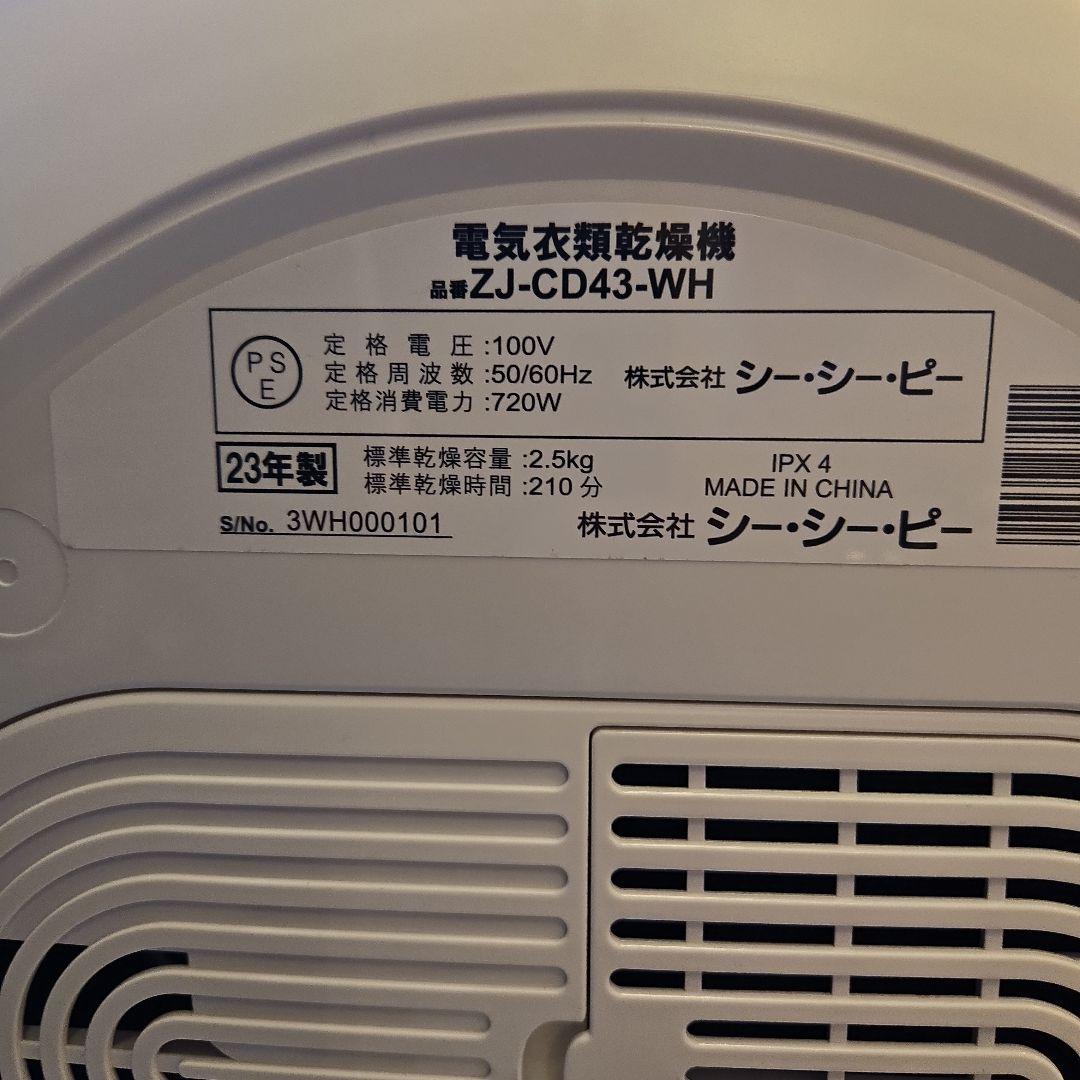 電気衣類乾燥機
品番ZJ-CD43-WH
PS
E
定格電圧:100V
定格周波数:50/60Hz
定格消費電力:720W
株式会社 シー・シー・ピー
23年製
標準乾燥容量:2.5kg
標準乾燥時間:210分
IPX 4
MADE IN CHINA
S/No. 3WH000101
株式会社 シー・シー・ピー